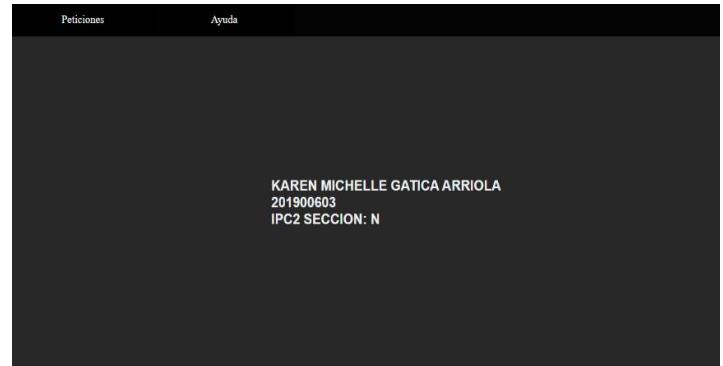 Peticiones Ayuda
KAREN MICHELLE GATICA ARRIOLA
201900603
IPC2 SECCION: N